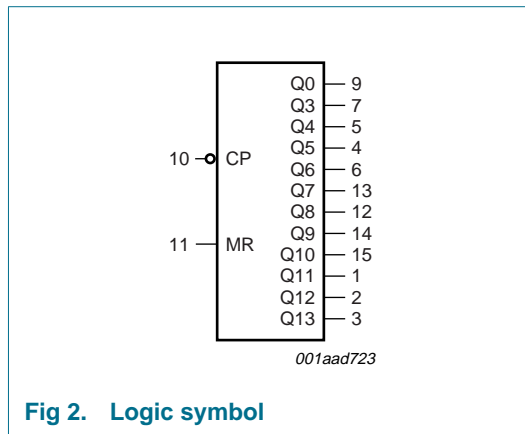 Q0 9
Q3 7
Q4 5
Q5 4
10 CP
Q6 6
Q7 13
Q8 12
Q9 14
11 MR
Q10 15
Q11 1
Q12 2
Q13 3
001aad723
Fig 2. Logic symbol